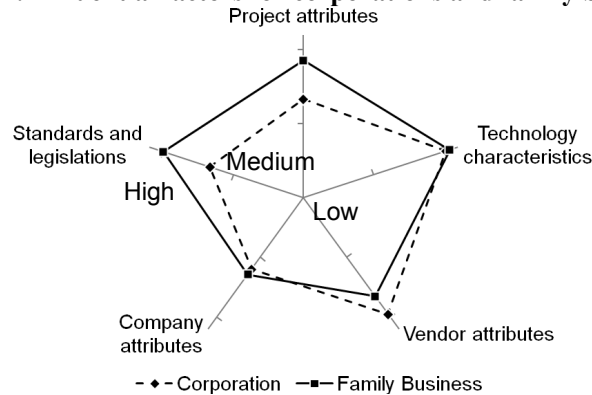 Project attributes
Standards and
legislations
Technology
characteristics
Medium
High
Low
Company
attributes
Vendor attributes
Corporation
Family Business